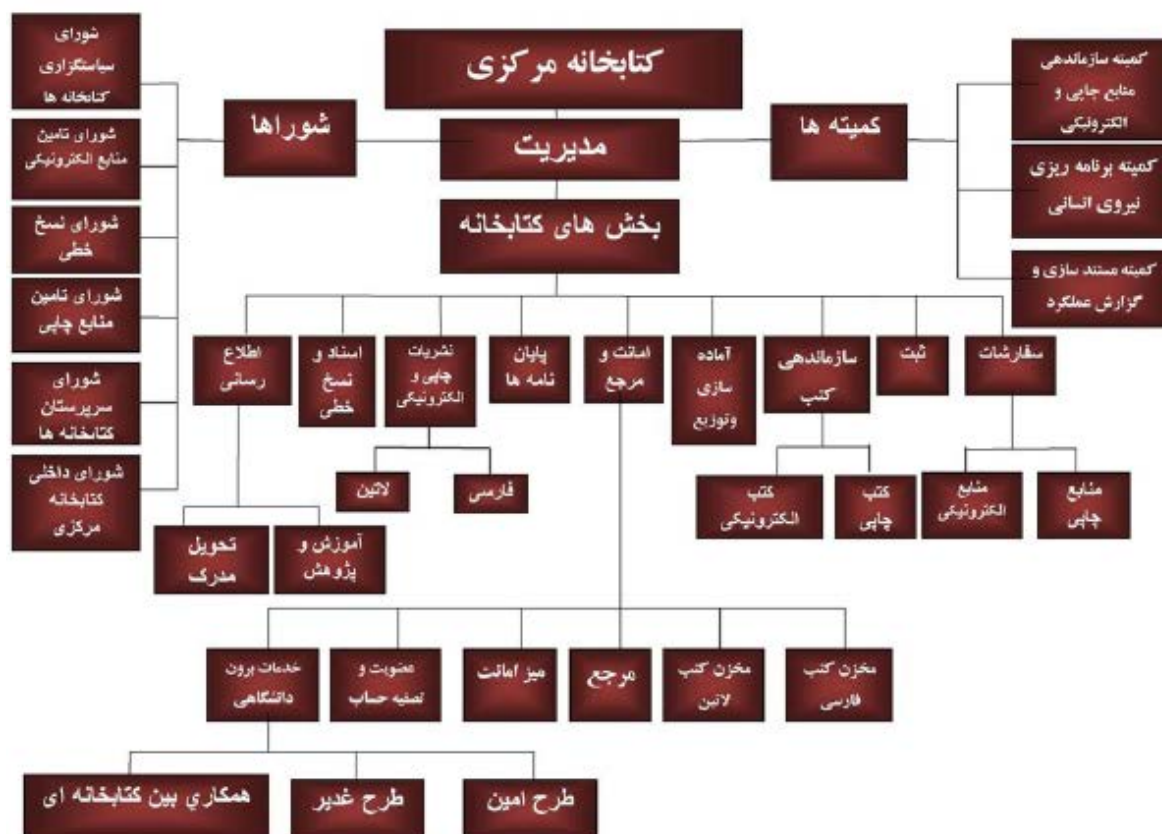 کتابخانه مرکزی
مدیریت
کمیته ها
شوراها
بخش های کتابخانه
کمیته سازماندهی
منابع چاپی و
الکترونیکی
کمیته برنامه ریزی
نیروی انسانی
کمیته مستند سازی و
گزارش عملکرد
شورای
سیاستگزاری
کتابخانه ها
شورای تامین
منابع الکترونیکی
شورای نسخ
خطی
شورای تامین
منابع چاپی
شورای
سرپرستان
کتابخانه ها
شورای داخلی
کتابخانه
مرکزی
سفارشات
ثبت
سازماندهی
کتب
آماده
سازی
وتوزیع
امانت و
مرجع
پایان
نامه ها
نشریات
چاپی و
الکترونیکی
اسناد و
نسخ
خطی
اطلاع
رسانی
منابع
چاپی
منابع
الکترونیکی
کتب
چاپی
کتب
الکترونیکی
فارسی
لاتین
آموزش و
پژوهش
تحویل
مدرک
مخزن کتب
فارسی
مخزن کتب
لاتین
مرجع
میز امانت
عضویت و
تصفیه حساب
خدمات برون
دانشگاهی
طرح امین
طرح غدیر
همکاري بین کتابخانه ای